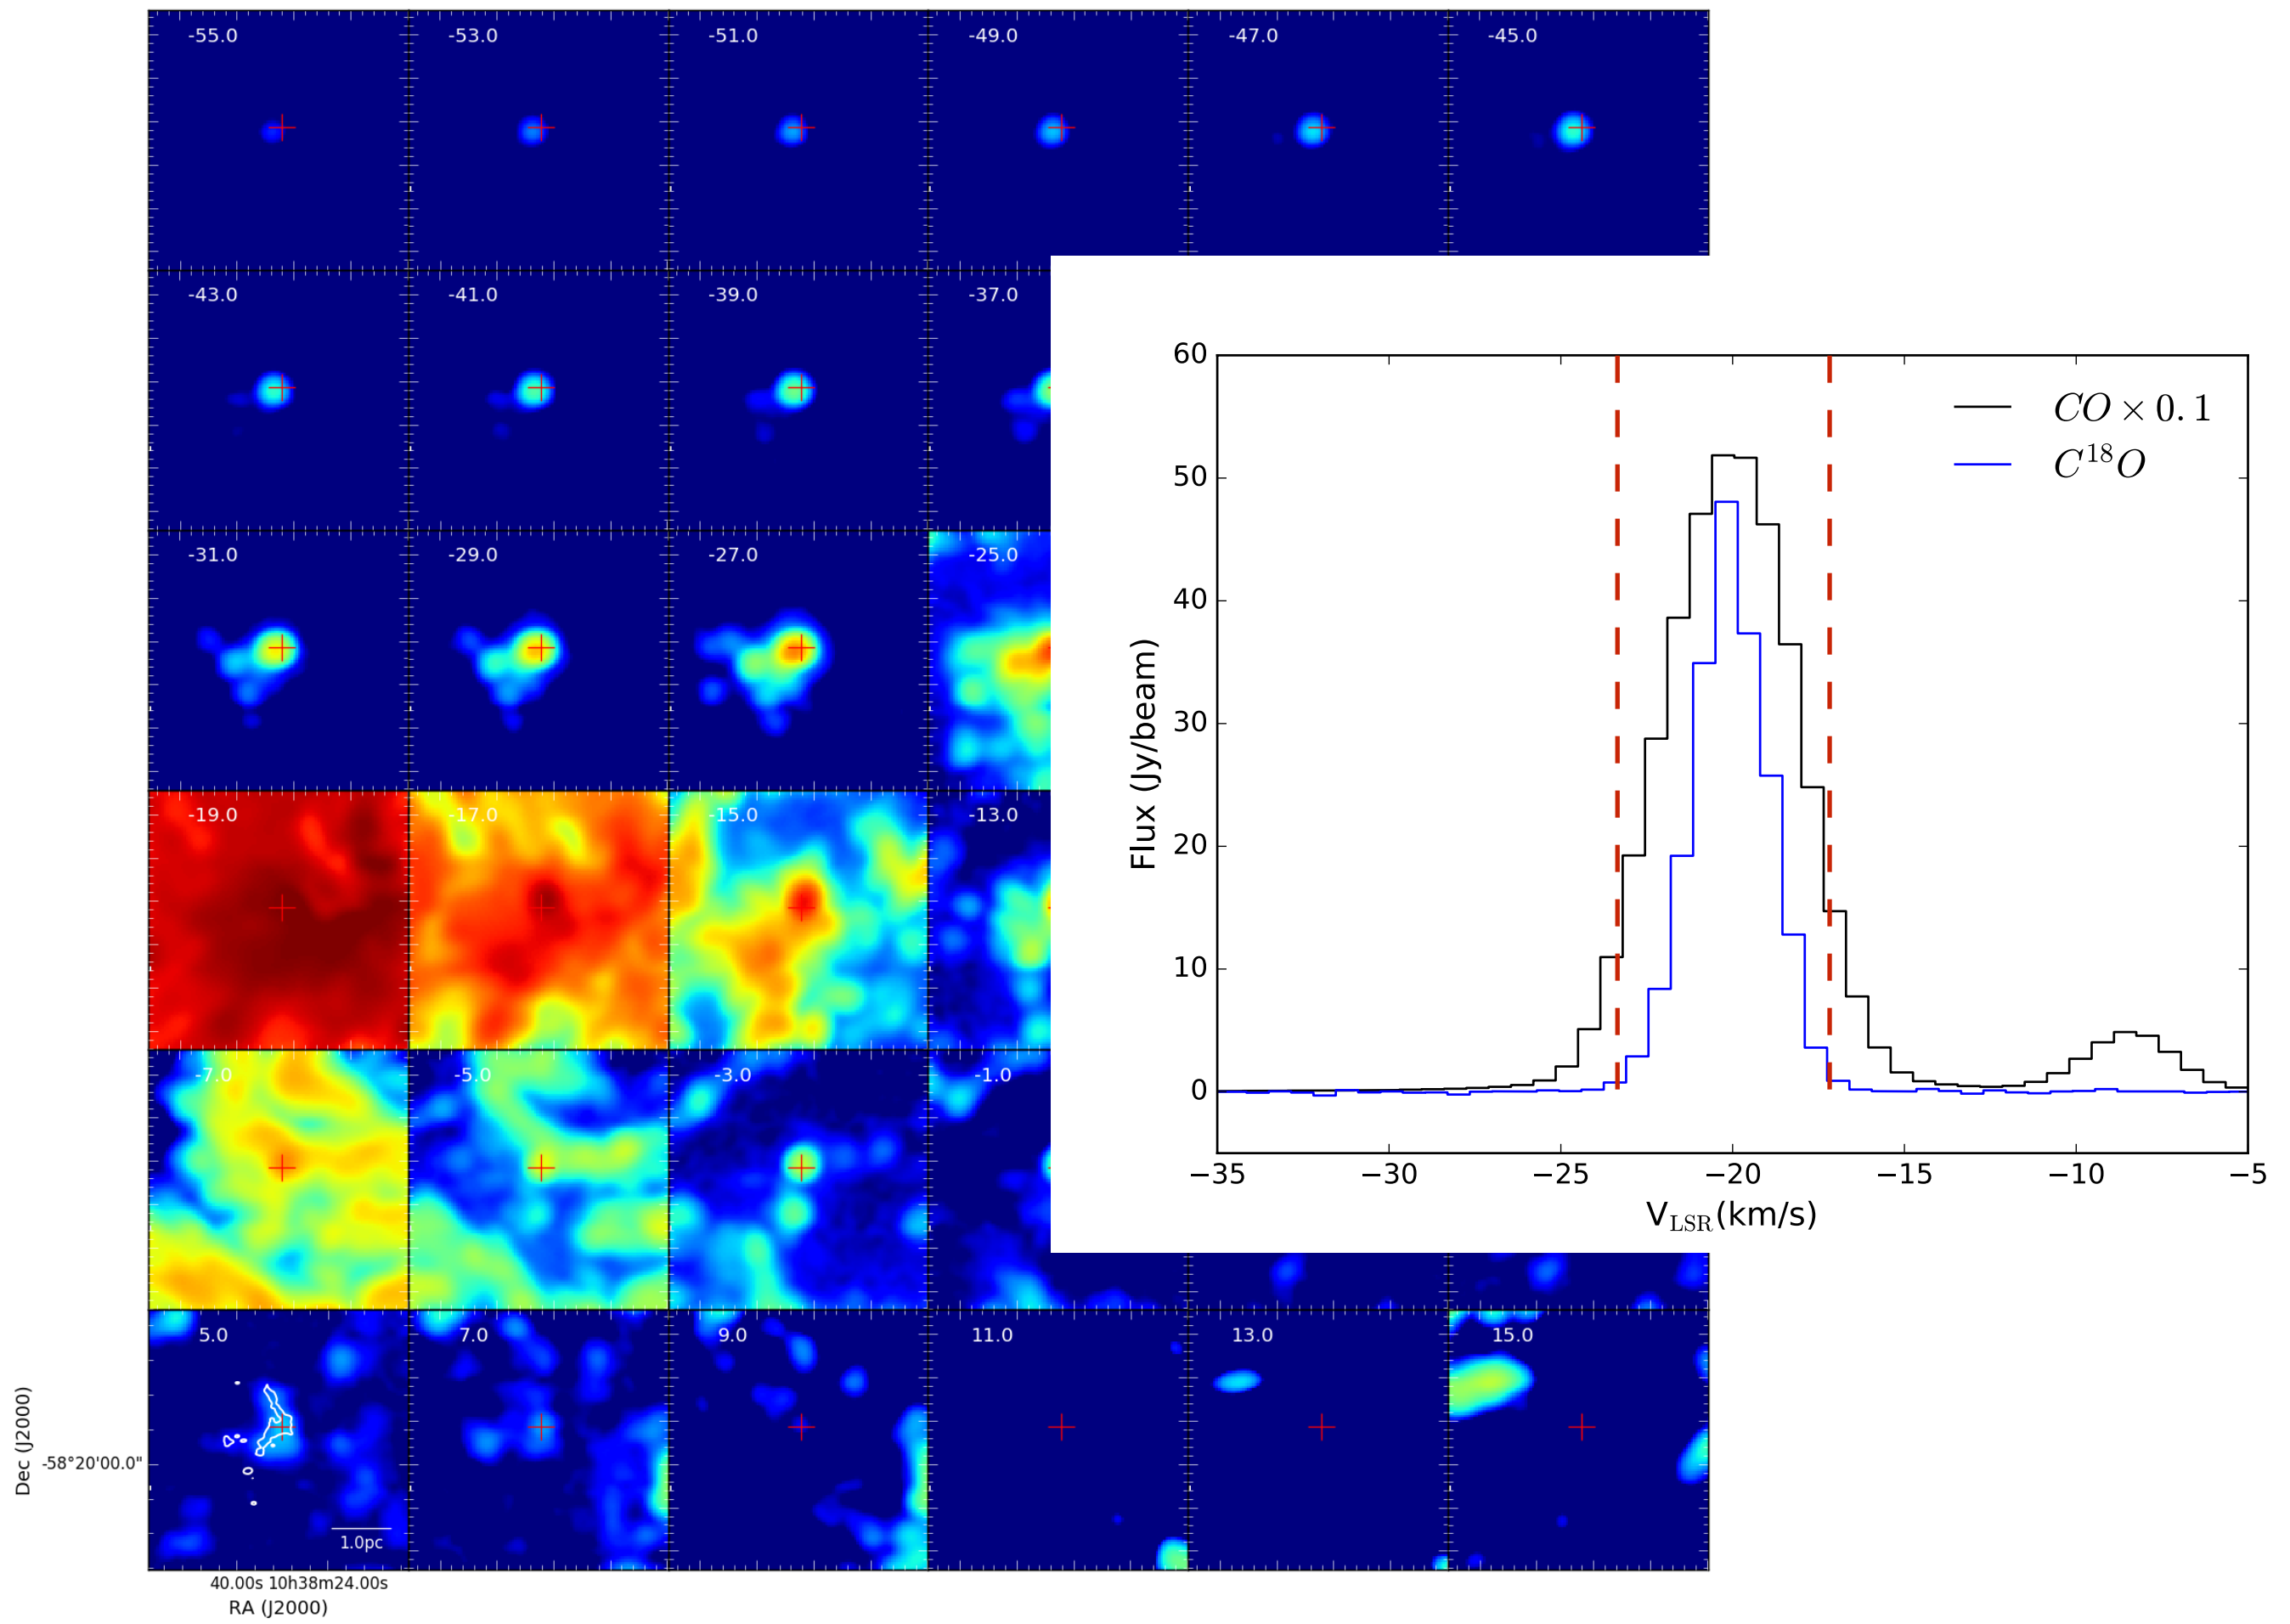 -55.0 -53.0 -51.0 -49.0 -47.0 -45.0
-43.0 -41.0 -39.0 -37.0
60
CO × 0.1
C¹⁸O
50
40
30
20
10
0
Flux (Jy/beam)
−35 −30 −25 −20 −15 −10 −5
V_LSR(km/s)
-31.0 -29.0 -27.0 -25.0
-19.0 -17.0 -15.0 -13.0
-7.0 -5.0 -3.0 -1.0
5.0 7.0 9.0 11.0 13.0 15.0
1.0pc
Dec (J2000)
-58°20'00.0"
40.00s 10h38m24.00s
RA (J2000)